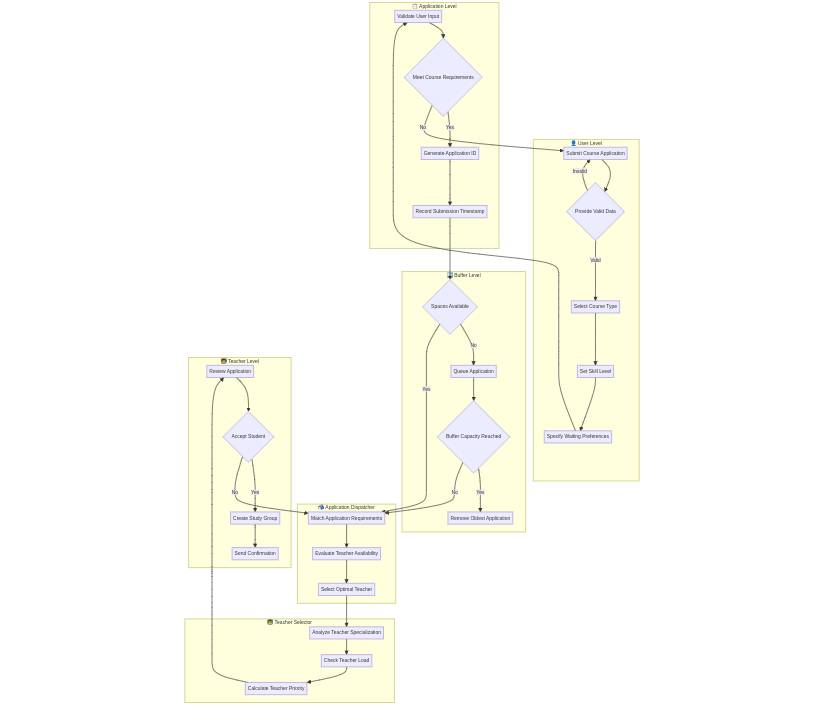 Application Level
Validate User Input
Meet Course Requirements
No
Yes
Generate Application ID
Record Submission Timestamp
User Level
Submit Course Application
Invalid
Provide Valid Data
Valid
Select Course Type
Set Skill Level
Specify Waiting Preferences
Buffer Level
Spaces Available
No
Yes
Queue Application
Buffer Capacity Reached
No
Yes
Remove Oldest Application
Teacher Level
Review Application
Accept Student
No
Yes
Create Study Group
Send Confirmation
Application Dispatcher
Match Application Requirements
Evaluate Teacher Availability
Select Optimal Teacher
Teacher Selector
Analyze Teacher Specialization
Check Teacher Load
Calculate Teacher Priority